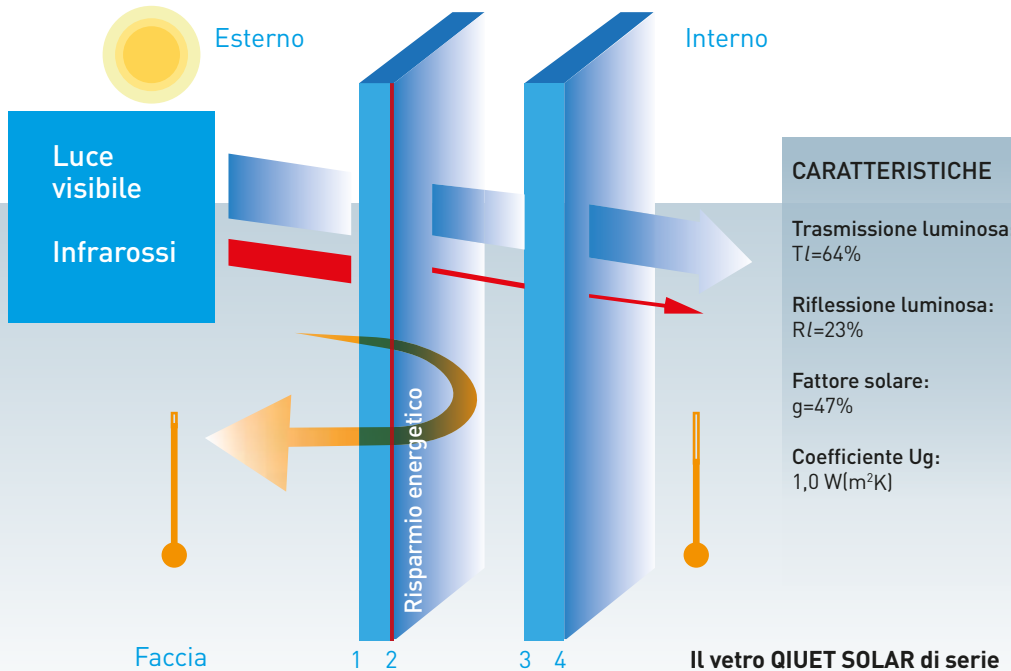 Esterno
Interno
Luce
visibile
Infrarossi
CARATTERISTICHE
Trasmissione luminosa
Tl=64%
Riflessione luminosa:
Rl=23%
Fattore solare:
g=47%
Coefficiente Ug:
1,0 W(m²K)
Risparmio energetico
Faccia 1 2 3 4
Il vetro QIUET SOLAR di serie